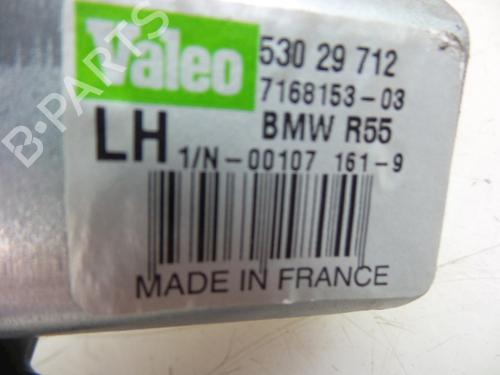 Valeo
530 29 712
7168153-03
LH
BMW R55
1/N-00107 161-9
MADE IN FRANCE
B-PARTS